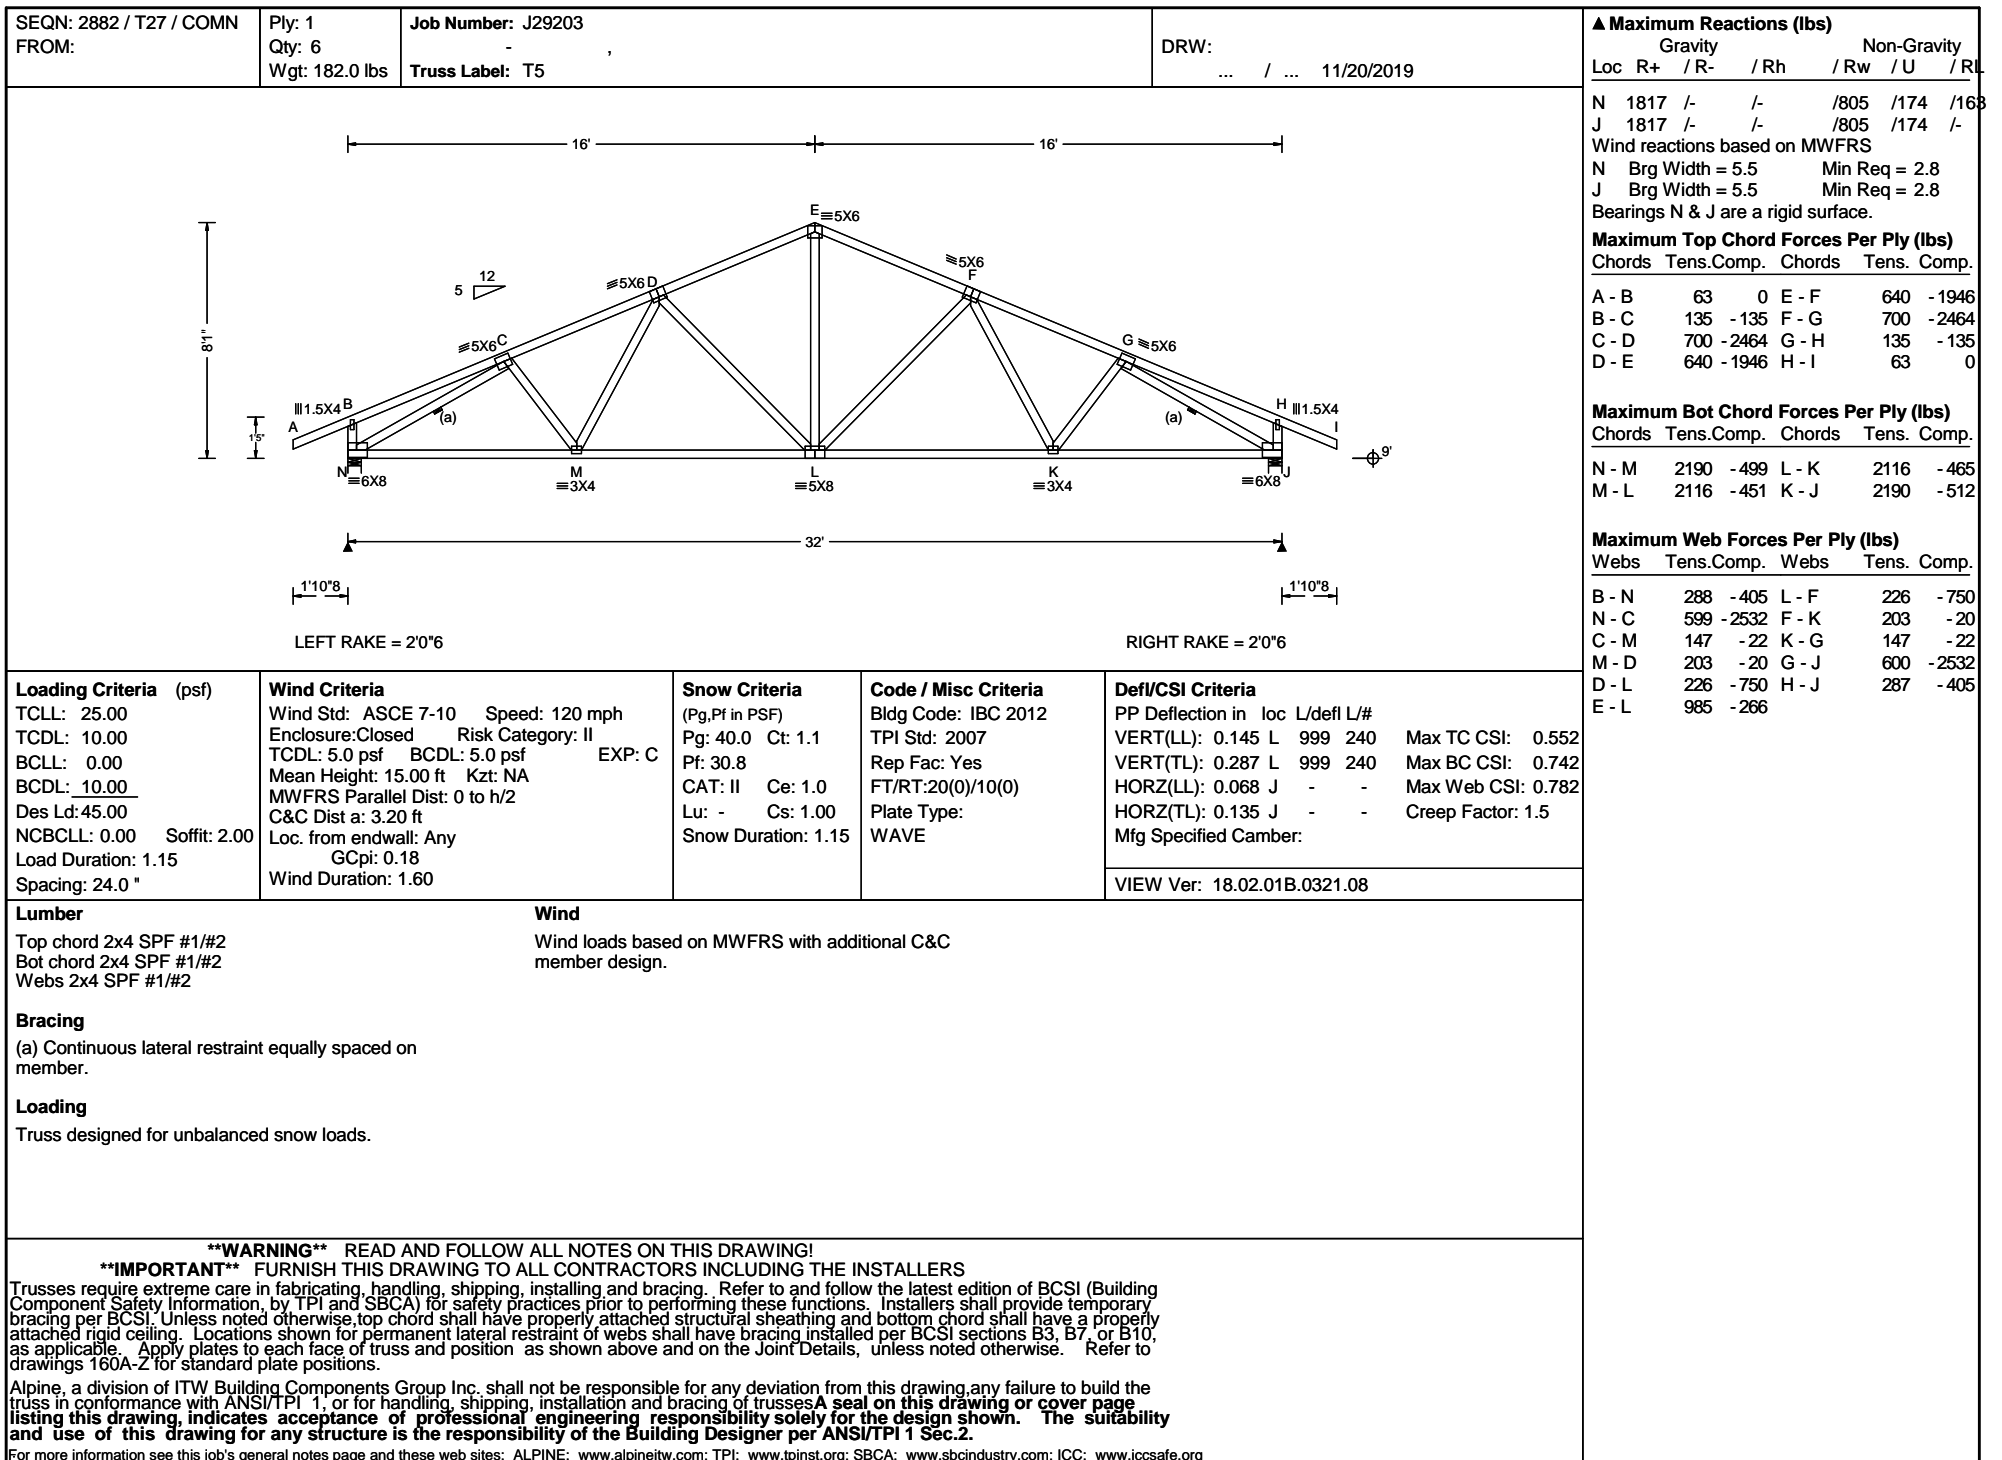 SEQN: 2882 / T27 / COMN
FROM:
Ply: 1
Qty: 6
Wgt: 182.0 lbs
Job Number: J29203
- ,
Truss Label: T5
DRW:
... / ... 11/20/2019
16' 16'
E ≡5X6
≡5X6 D
≡5X6 F
12
5
≡5X6 C
G ≡5X6
8'1"
|||1.5X4 B
H |||1.5X4
A
(a) (a)
I
1'5"
9'
N ≡6X8
M ≡3X4
L ≡5X8
K ≡3X4
≡6X8 J
32'
1'10"8 1'10"8
LEFT RAKE = 2'0"6 RIGHT RAKE = 2'0"6
▲ Maximum Reactions (lbs)
Gravity Non-Gravity
Loc R+ / R- / Rh / Rw / U / RL
N 1817 /- /- /805 /174 /163
J 1817 /- /- /805 /174 /-
Wind reactions based on MWFRS
N Brg Width = 5.5 Min Req = 2.8
J Brg Width = 5.5 Min Req = 2.8
Bearings N & J are a rigid surface.
Maximum Top Chord Forces Per Ply (lbs)
Chords Tens.Comp. Chords Tens. Comp.
A - B 63 0 E - F 640 -1946
B - C 135 -135 F - G 700 -2464
C - D 700 -2464 G - H 135 -135
D - E 640 -1946 H - I 63 0
Maximum Bot Chord Forces Per Ply (lbs)
Chords Tens.Comp. Chords Tens. Comp.
N - M 2190 -499 L - K 2116 -465
M - L 2116 -451 K - J 2190 -512
Maximum Web Forces Per Ply (lbs)
Webs Tens.Comp. Webs Tens. Comp.
B - N 288 -405 L - F 226 -750
N - C 599 -2532 F - K 203 -20
C - M 147 -22 K - G 147 -22
M - D 203 -20 G - J 600 -2532
D - L 226 -750 H - J 287 -405
E - L 985 -266
Loading Criteria (psf)
TCLL: 25.00
TCDL: 10.00
BCLL: 0.00
BCDL: 10.00
Des Ld: 45.00
NCBCLL: 0.00 Soffit: 2.00
Load Duration: 1.15
Spacing: 24.0 "
Wind Criteria
Wind Std: ASCE 7-10 Speed: 120 mph
Enclosure:Closed Risk Category: II
TCDL: 5.0 psf BCDL: 5.0 psf EXP: C
Mean Height: 15.00 ft Kzt: NA
MWFRS Parallel Dist: 0 to h/2
C&C Dist a: 3.20 ft
Loc. from endwall: Any
GCpi: 0.18
Wind Duration: 1.60
Snow Criteria
(Pg,Pf in PSF)
Pg: 40.0 Ct: 1.1
Pf: 30.8
CAT: II Ce: 1.0
Lu: - Cs: 1.00
Snow Duration: 1.15
Code / Misc Criteria
Bldg Code: IBC 2012
TPI Std: 2007
Rep Fac: Yes
FT/RT:20(0)/10(0)
Plate Type:
WAVE
Defl/CSI Criteria
PP Deflection in loc L/defl L/#
VERT(LL): 0.145 L 999 240 Max TC CSI: 0.552
VERT(TL): 0.287 L 999 240 Max BC CSI: 0.742
HORZ(LL): 0.068 J - - Max Web CSI: 0.782
HORZ(TL): 0.135 J - - Creep Factor: 1.5
Mfg Specified Camber:
VIEW Ver: 18.02.01B.0321.08
Lumber
Top chord 2x4 SPF #1/#2
Bot chord 2x4 SPF #1/#2
Webs 2x4 SPF #1/#2
Bracing
(a) Continuous lateral restraint equally spaced on
member.
Loading
Truss designed for unbalanced snow loads.
Wind
Wind loads based on MWFRS with additional C&C
member design.
**WARNING** READ AND FOLLOW ALL NOTES ON THIS DRAWING!
**IMPORTANT** FURNISH THIS DRAWING TO ALL CONTRACTORS INCLUDING THE INSTALLERS
Trusses require extreme care in fabricating, handling, shipping, installing and bracing. Refer to and follow the latest edition of BCSI (Building
Component Safety Information, by TPI and SBCA) for safety practices prior to performing these functions. Installers shall provide temporary
bracing per BCSI. Unless noted otherwise,top chord shall have properly attached structural sheathing and bottom chord shall have a properly
attached rigid ceiling. Locations shown for permanent lateral restraint of webs shall have bracing installed per BCSI sections B3, B7, or B10,
as applicable. Apply plates to each face of truss and position as shown above and on the Joint Details, unless noted otherwise. Refer to
drawings 160A-Z for standard plate positions.
Alpine, a division of ITW Building Components Group Inc. shall not be responsible for any deviation from this drawing,any failure to build the
truss in conformance with ANSI/TPI 1, or for handling, shipping, installation and bracing of trussesA seal on this drawing or cover page
listing this drawing, indicates acceptance of professional engineering responsibility solely for the design shown. The suitability
and use of this drawing for any structure is the responsibility of the Building Designer per ANSI/TPI 1 Sec.2.
For more information see this job's general notes page and these web sites: ALPINE: www.alpineitw.com; TPI: www.tpinst.org; SBCA: www.sbcindustry.com; ICC: www.iccsafe.org